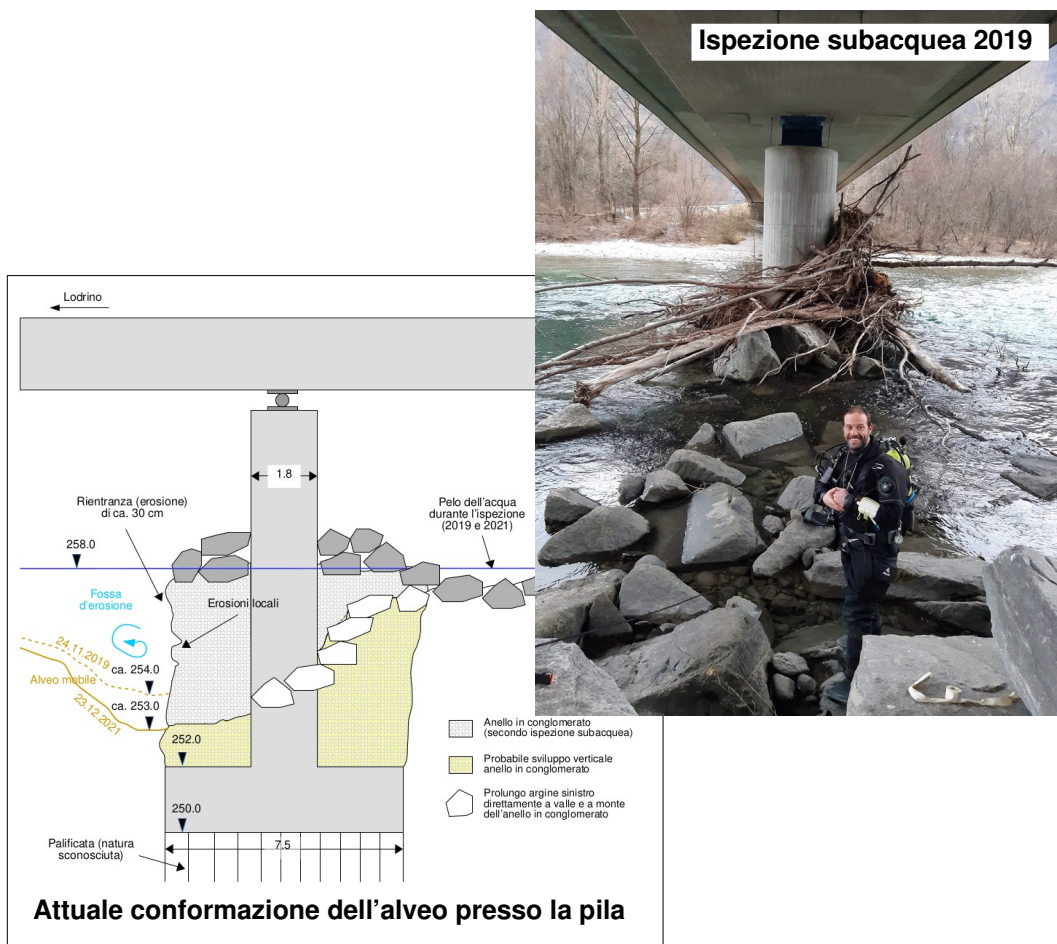 Ispezione subacquea 2019
Lodrino
1.8
Rientranza (erosione)
di ca. 30 cm
Pelo dell'acqua
durante l'ispezione
(2019 e 2021)
258.0
Fossa
d'erosione
Erosioni locali
24.11.2019
ca. 254.0
Alveo mobile
ca. 253.0
23.12.2021
252.0
Anello in conglomerato
(secondo ispezione subacquea)
Probabile sviluppo verticale
anello in conglomerato
Prolungo argine sinistro
direttamente a valle e a monte
dell'anello in conglomerato
250.0
Palificata (natura
sconosciuta)
7.5
Attuale conformazione dell'alveo presso la pila